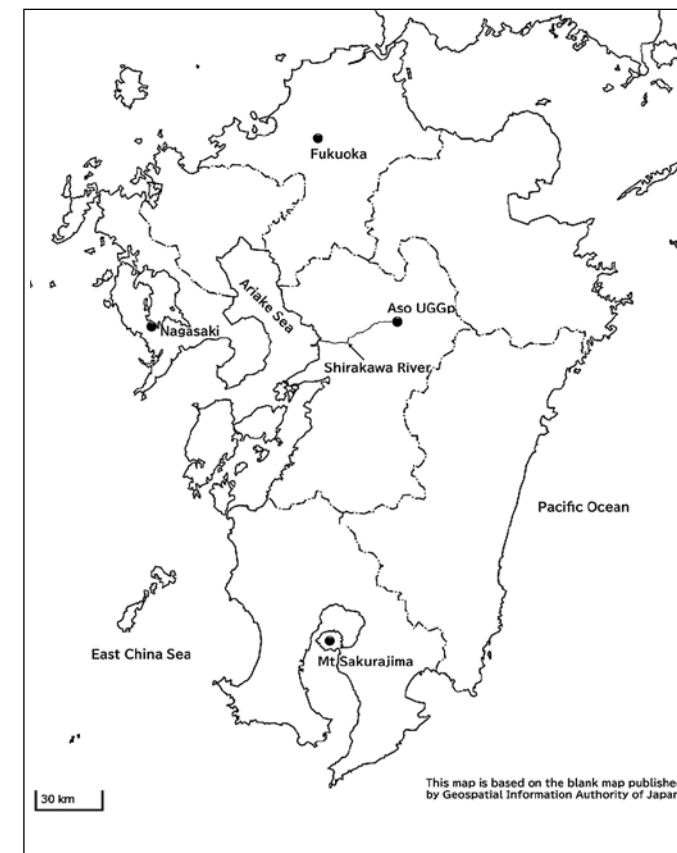 Fukuoka
Ariake Sea
Aso UGGp
Nagasaki
Shirakawa River
Pacific Ocean
East China Sea
Mt Sakurajima
30 km
This map is based on the blank map published
by Geospatial Information Authority of Japan